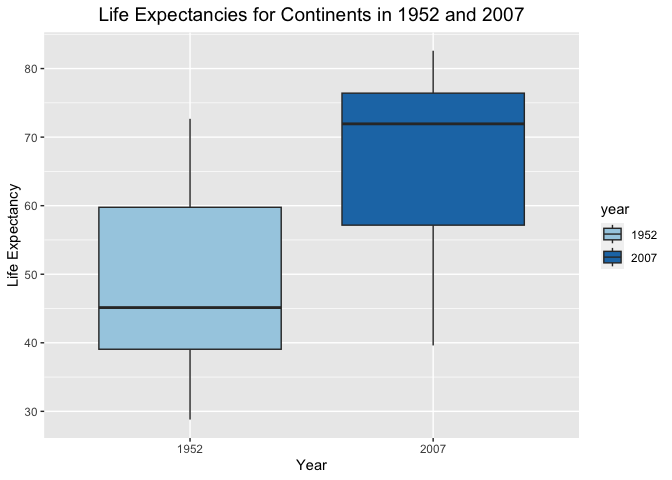 Life Expectancies for Continents in 1952 and 2007
80
70
60
50
40
30
Life Expectancy
1952
2007
Year
year
1952
2007